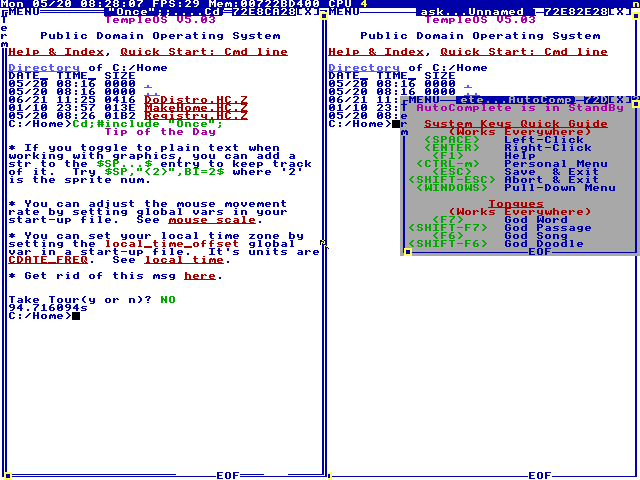 Mon 05/20 08:28:07 FPS:29 Mem:00722BD400 CPU 4
MENU "Once";;... Cd 72E8CA28[X]
Term
TempleOS V5.03
Public Domain Operating System
Help & Index, Quick Start: Cmd line
Directory of C:/Home
DATE_ TIME_ SIZE
05/20 08:16 0000 .
05/20 08:16 0000 ..
06/21 11:25 0416 DoDistro.HC.Z
01/10 23:57 013E MakeHome.HC.Z
05/20 08:26 01B2 Registry.HC.Z
C:/Home>Cd;#include "Once";
Tip of the Day
* If you toggle to plain text when
working with graphics, you can add a
str to the $SP...$ entry to keep track
of it. Try $SP,"<2>",BI=2$ where '2'
is the sprite num.
* You can adjust the mouse movement
rate by setting global vars in your
start-up file. See mouse scale.
* You can set your local time zone by
setting the local_time_offset global
var in a start-up file. It's units are
CDATE_FREQ. See local time.
* Get rid of this msg here.
Take Tour(y or n)? NO
94.716094s
C:/Home>
EOF
MENU ask...Unnamed 72E82E28[X]
TempleOS V5.03
Public Domain Operating System
Help & Index, Quick Start: Cmd line
Directory of C:/Home
DATE_ TIME_ SIZE
05/20 08:16 0000 .
05/20 08:16 0000 ..
06/21 11:
01/10 23:
05/20 08:
C:/Home>
EOF
MENU ete...AutoComp 72D[X]
AutoComplete is in StandBy
System Keys Quick Guide
(Works Everywhere)
<SPACE> Left-Click
<ENTER> Right-Click
<F1> Help
<CTRL-m> Personal Menu
<ESC> Save & Exit
<SHIFT-ESC> Abort & Exit
<WINDOWS> Pull-Down Menu
Tongues
(Works Everywhere)
<F7> God Word
<SHIFT-F7> God Passage
<F6> God Song
<SHIFT-F6> God Doodle
EOF